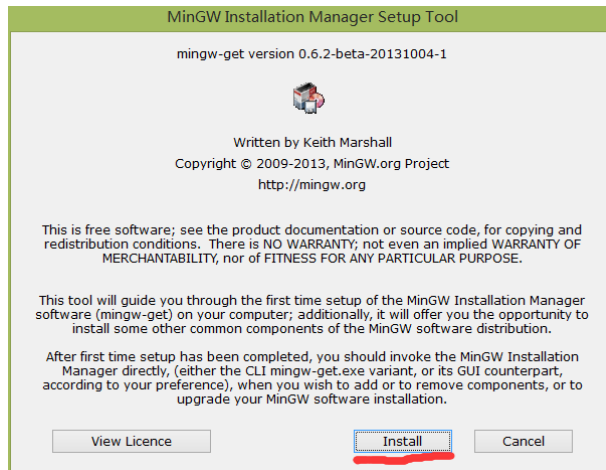 MinGW Installation Manager Setup Tool
mingw-get version 0.6.2-beta-20131004-1
Written by Keith Marshall
Copyright © 2009-2013, MinGW.org Project
http://mingw.org
This is free software; see the product documentation or source code, for copying and
redistribution conditions.  There is NO WARRANTY; not even an implied WARRANTY OF
MERCHANTABILITY, nor of FITNESS FOR ANY PARTICULAR PURPOSE.
This tool will guide you through the first time setup of the MinGW Installation Manager
software (mingw-get) on your computer; additionally, it will offer you the opportunity to
install some other common components of the MinGW software distribution.
After first time setup has been completed, you should invoke the MinGW Installation
Manager directly, (either the CLI mingw-get.exe variant, or its GUI counterpart,
according to your preference), when you wish to add or to remove components, or to
upgrade your MinGW software installation.
View Licence Install Cancel